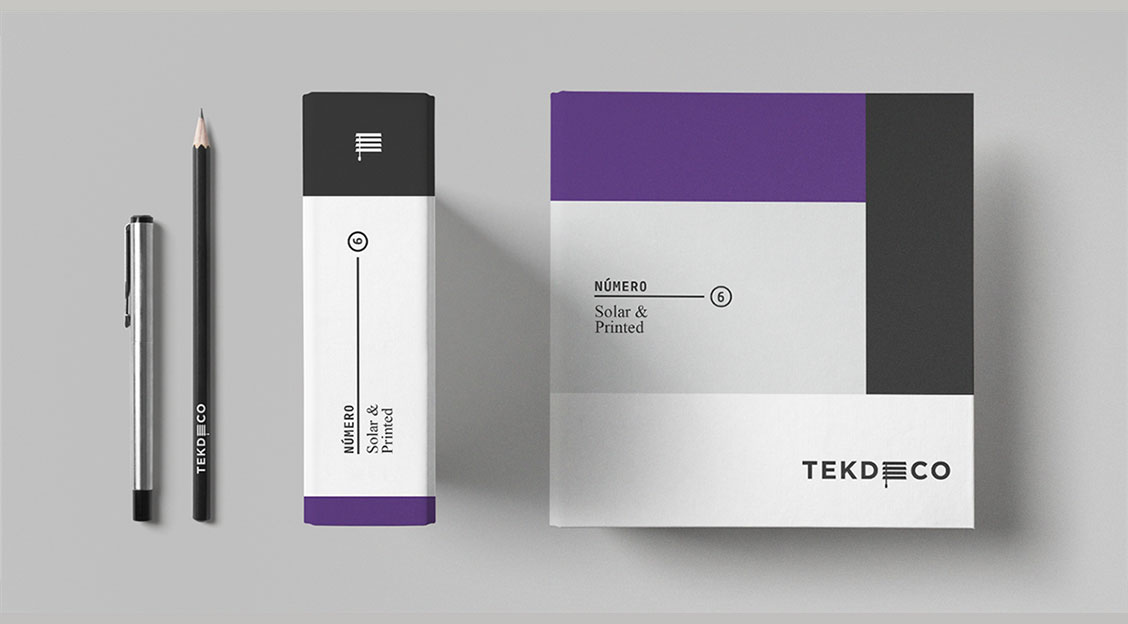 TEKDECO
6
NÚMERO
Solar &
Printed
NÚMERO
6
Solar &
Printed
TEKDECO